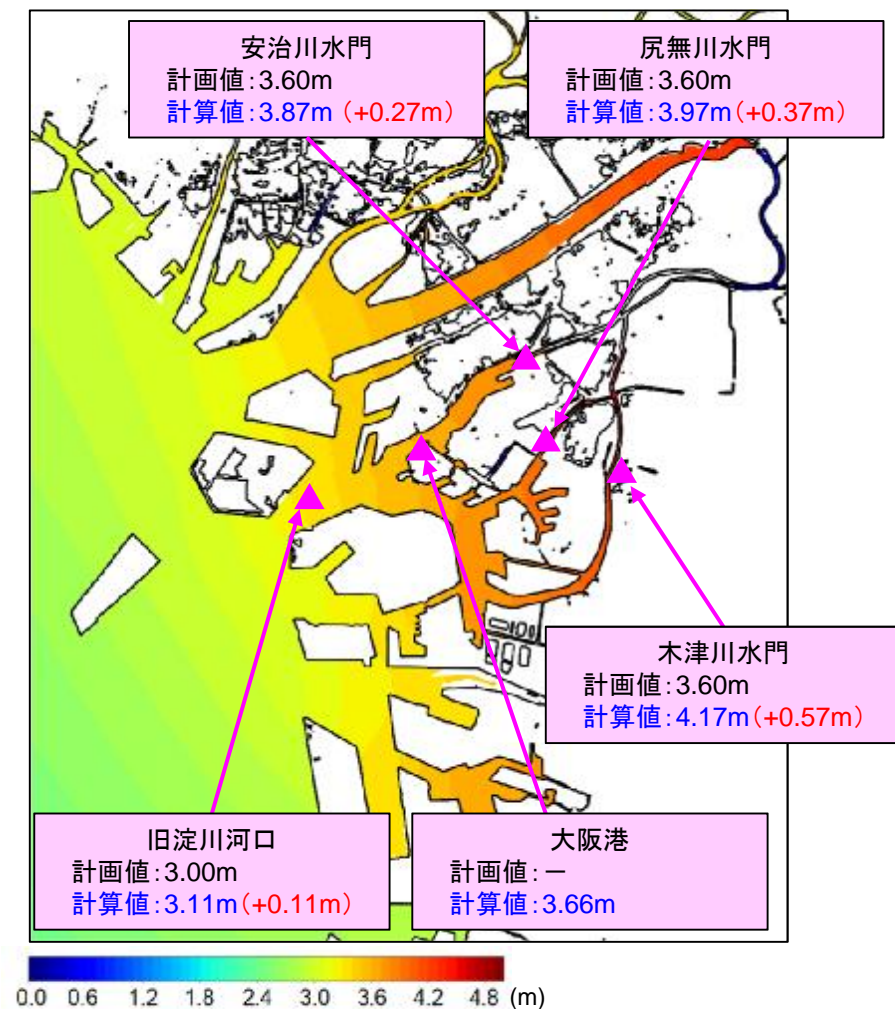 安治川水門
計画値:3.60m
計算値:3.87m (+0.27m)
尻無川水門
計画値:3.60m
計算値:3.97m(+0.37m)
木津川水門
計画値:3.60m
計算値:4.17m(+0.57m)
旧淀川河口
計画値:3.00m
計算値:3.11m(+0.11m)
大阪港
計画値:－
計算値:3.66m
0.0 0.6 1.2 1.8 2.4 3.0 3.6 4.2 4.8 (m)